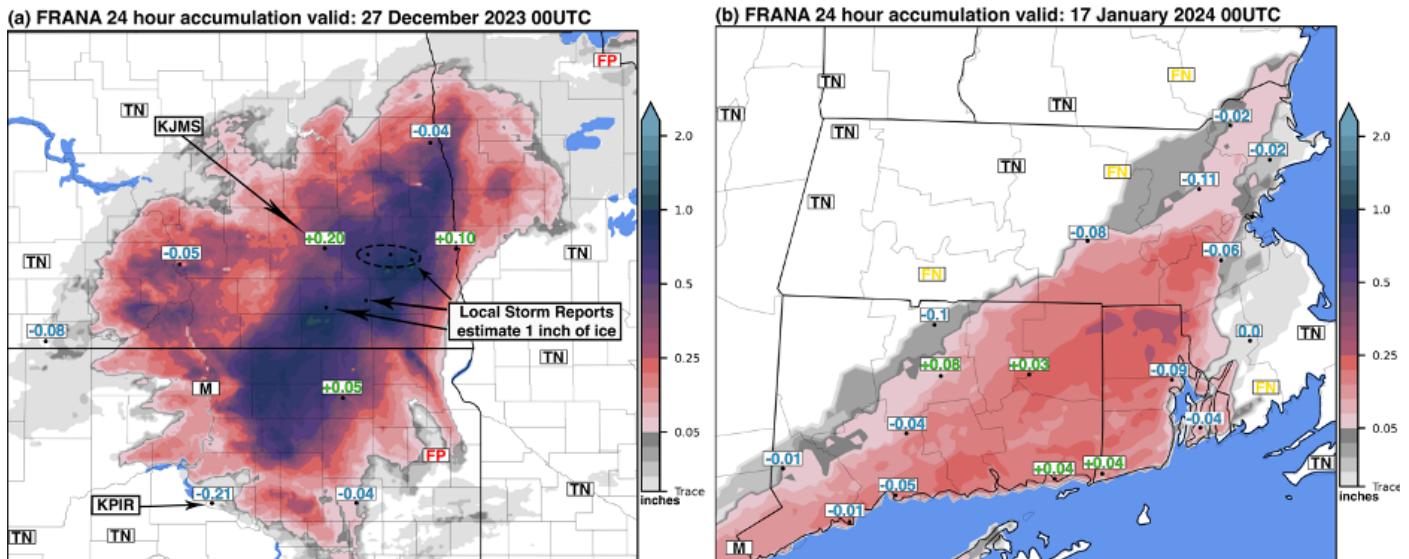 (a) FRANA 24 hour accumulation valid: 27 December 2023 00UTC
FP
TN
KJMS
-0.04
+0.20
+0.10
-0.05
TN
TN
Local Storm Reports
estimate 1 inch of ice
-0.08
TN
M
+0.05
FP
-0.21
-0.04
KPIR
TN
TN
TN
2.0
1.0
0.5
0.25
0.05
Trace
inches
(b) FRANA 24 hour accumulation valid: 17 January 2024 00UTC
TN
FN
TN
TN
-0.02
TN
-0.02
TN
FN
-0.11
TN
-0.08
-0.06
FN
-0.1
0.0
TN
+0.08
+0.03
-0.09
FN
-0.04
-0.04
-0.01
+0.04
+0.04
TN
-0.05
-0.01
M
2.0
1.0
0.5
0.25
0.05
Trace
inches